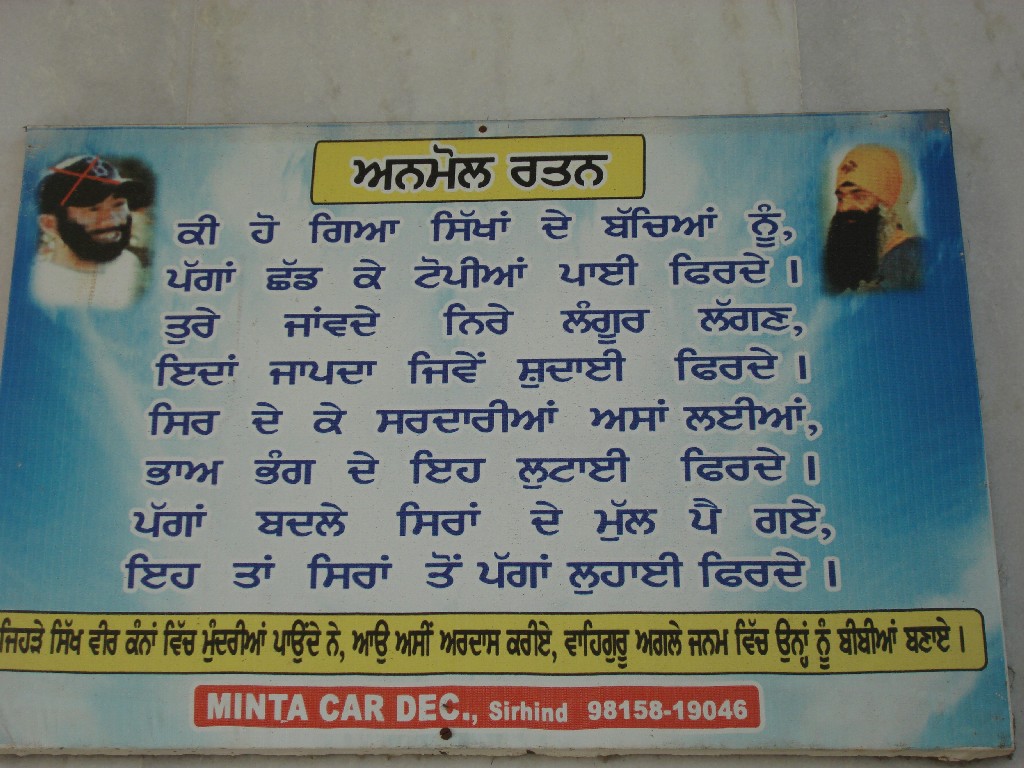 ਅਨਮੋਲ ਰਤਨ
ਕੀ ਹੋ ਗਿਆ ਸਿੱਖਾਂ ਦੇ ਬੱਚਿਆਂ ਨੂੰ,
ਪੱਗਾਂ ਛੱਡ ਕੇ ਟੋਪੀਆਂ ਪਾਈ ਫਿਰਦੇ ।
ਤੁਰੇ ਜਾਂਵਦੇ ਨਿਰੇ ਲੰਗੂਰ ਲੱਗਣ,
ਇਦਾਂ ਜਾਪਦਾ ਜਿਵੇਂ ਸ਼ੁਦਾਈ ਫਿਰਦੇ ।
ਸਿਰ ਦੇ ਕੇ ਸਰਦਾਰੀਆਂ ਅਸਾਂ ਲਈਆਂ,
ਭਾਅ ਭੰਗ ਦੇ ਇਹ ਲੁਟਾਈ ਫਿਰਦੇ ।
ਪੱਗਾਂ ਬਦਲੇ ਸਿਰਾਂ ਦੇ ਮੁੱਲ ਪੈ ਗਏ,
ਇਹ ਤਾਂ ਸਿਰਾਂ ਤੋਂ ਪੱਗਾਂ ਲੁਹਾਈ ਫਿਰਦੇ ।
ਜਿਹੜੇ ਸਿੱਖ ਵੀਰ ਕੰਨਾਂ ਵਿੱਚ ਮੁੰਦਰੀਆਂ ਪਾਉਂਦੇ ਨੇ, ਆਉ ਅਸੀਂ ਅਰਦਾਸ ਕਰੀਏ, ਵਾਹਿਗੁਰੂ ਅਗਲੇ ਜਨਮ ਵਿੱਚ ਉਨ੍ਹਾਂ ਨੂੰ ਬੀਬੀਆਂ ਬਣਾਏ ।
MINTA CAR DEC., Sirhind 98158-19046